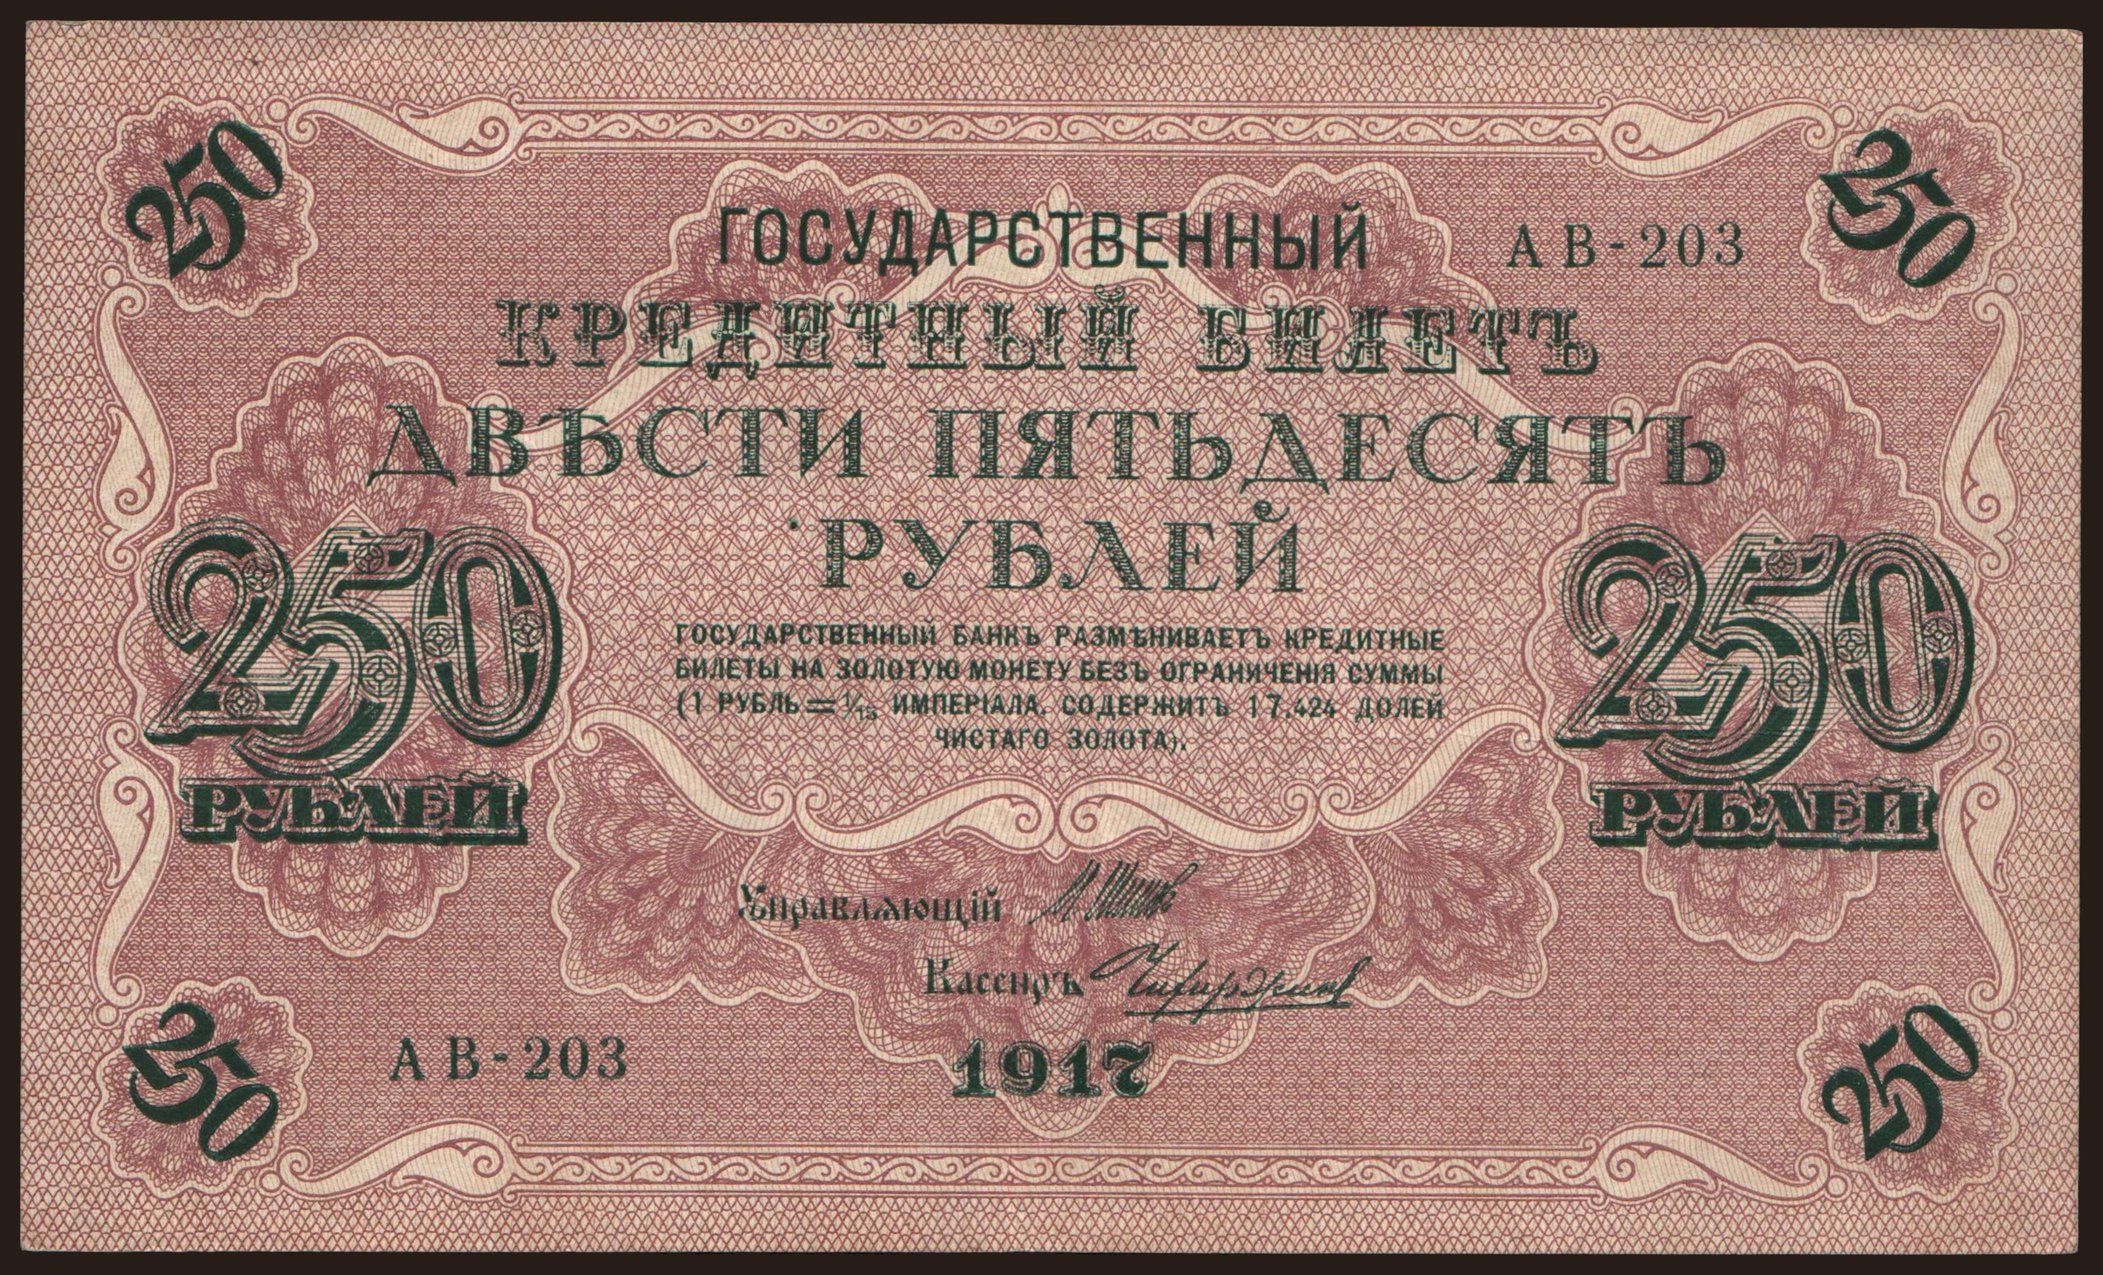 250
250
ГОСУДАРСТВЕННЫЙ
АВ-203
КРЕДИТНЫЙ БИЛЕТЪ
ДВѢСТИ ПЯТЬДЕСЯТЪ
РУБЛЕЙ
250
РУБЛЕЙ
250
РУБЛЕЙ
ГОСУДАРСТВЕННЫЙ БАНКЪ РАЗМѢНИВАЕТЪ КРЕДИТНЫЕ
БИЛЕТЫ НА ЗОЛОТУЮ МОНЕТУ БЕЗЪ ОГРАНИЧЕНІЯ СУММЫ
(1 РУБЛЬ = 1/15 ИМПЕРІАЛА, СОДЕРЖИТЪ 17,424 ДОЛЕЙ
ЧИСТАГО ЗОЛОТА).
Управляющій И. Шипов
Кассиръ
АВ-203
1917
250
250